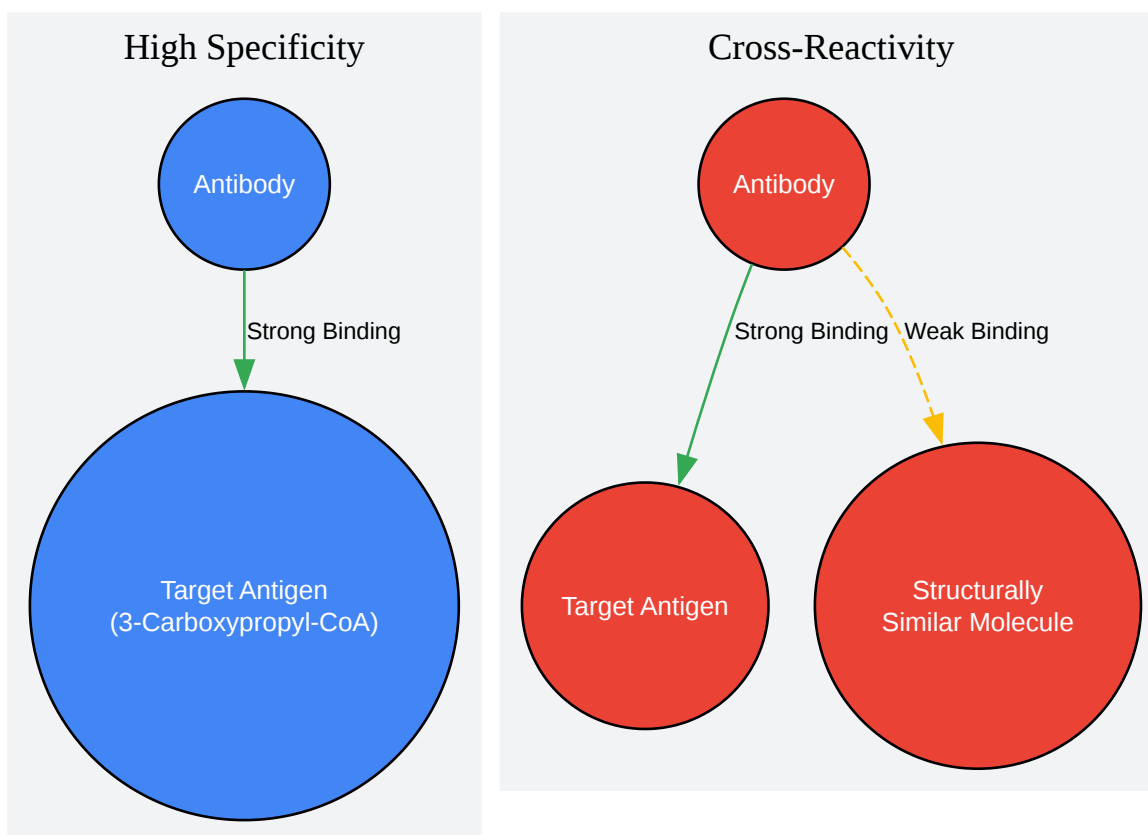 High Specificity
Antibody
Strong Binding
Target Antigen
(3-Carboxypropyl-CoA)
Cross-Reactivity
Antibody
Strong Binding
Weak Binding
Target Antigen
Structurally
Similar Molecule